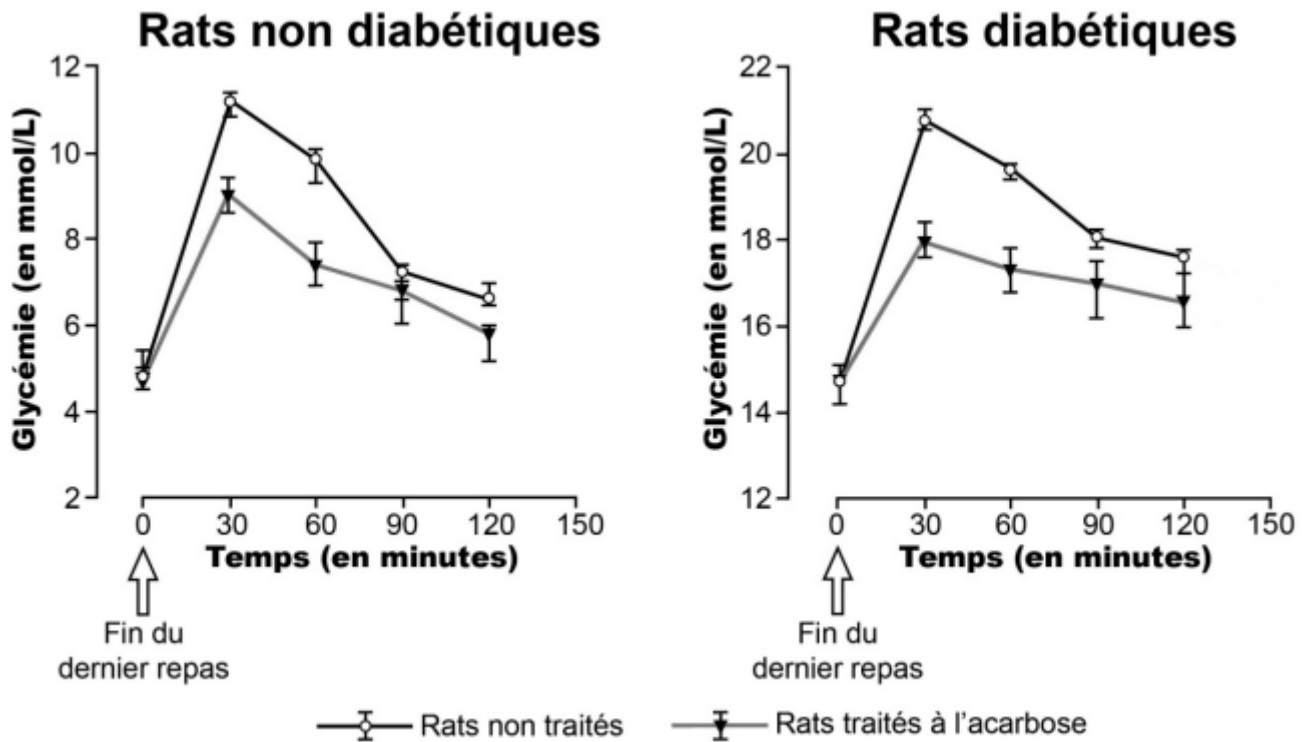 Rats non diabétiques
Glycémie (en mmol/L)
12
10
8
6
4
2
0 30 60 90 120 150
Temps (en minutes)
Fin du
dernier repas
Rats diabétiques
Glycémie (en mmol/L)
22
20
18
16
14
12
0 30 60 90 120 150
Temps (en minutes)
Fin du
dernier repas
Rats non traités
Rats traités à l'acarbose